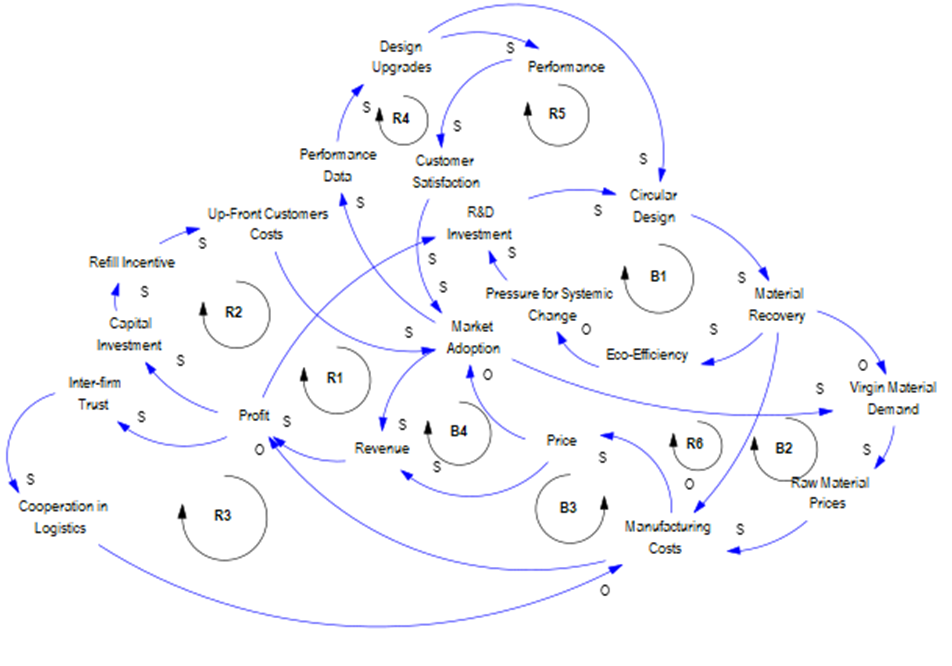 Design
Upgrades
S
Performance
S
R4
R5
S
Performance
Data
Customer
Satisfaction
S
S
Circular
Design
S
R&D
Investment
Up-Front Customers
Costs
S
S
S
Refill Incentive
B1
S
S
S
Pressure for Systemic
Change
Material
Recovery
R2
Capital
Investment
Market
Adoption
O
S
S
Eco-Efficiency
S
O
O
R1
Inter-firm
Trust
S
Virgin Material
Demand
Profit
S
S
S
B4
Revenue
Price
R6
B2
O
S
S
S
O
S
Raw Material
Prices
Cooperation in
Logistics
R3
B3
Manufacturing
Costs
S
O